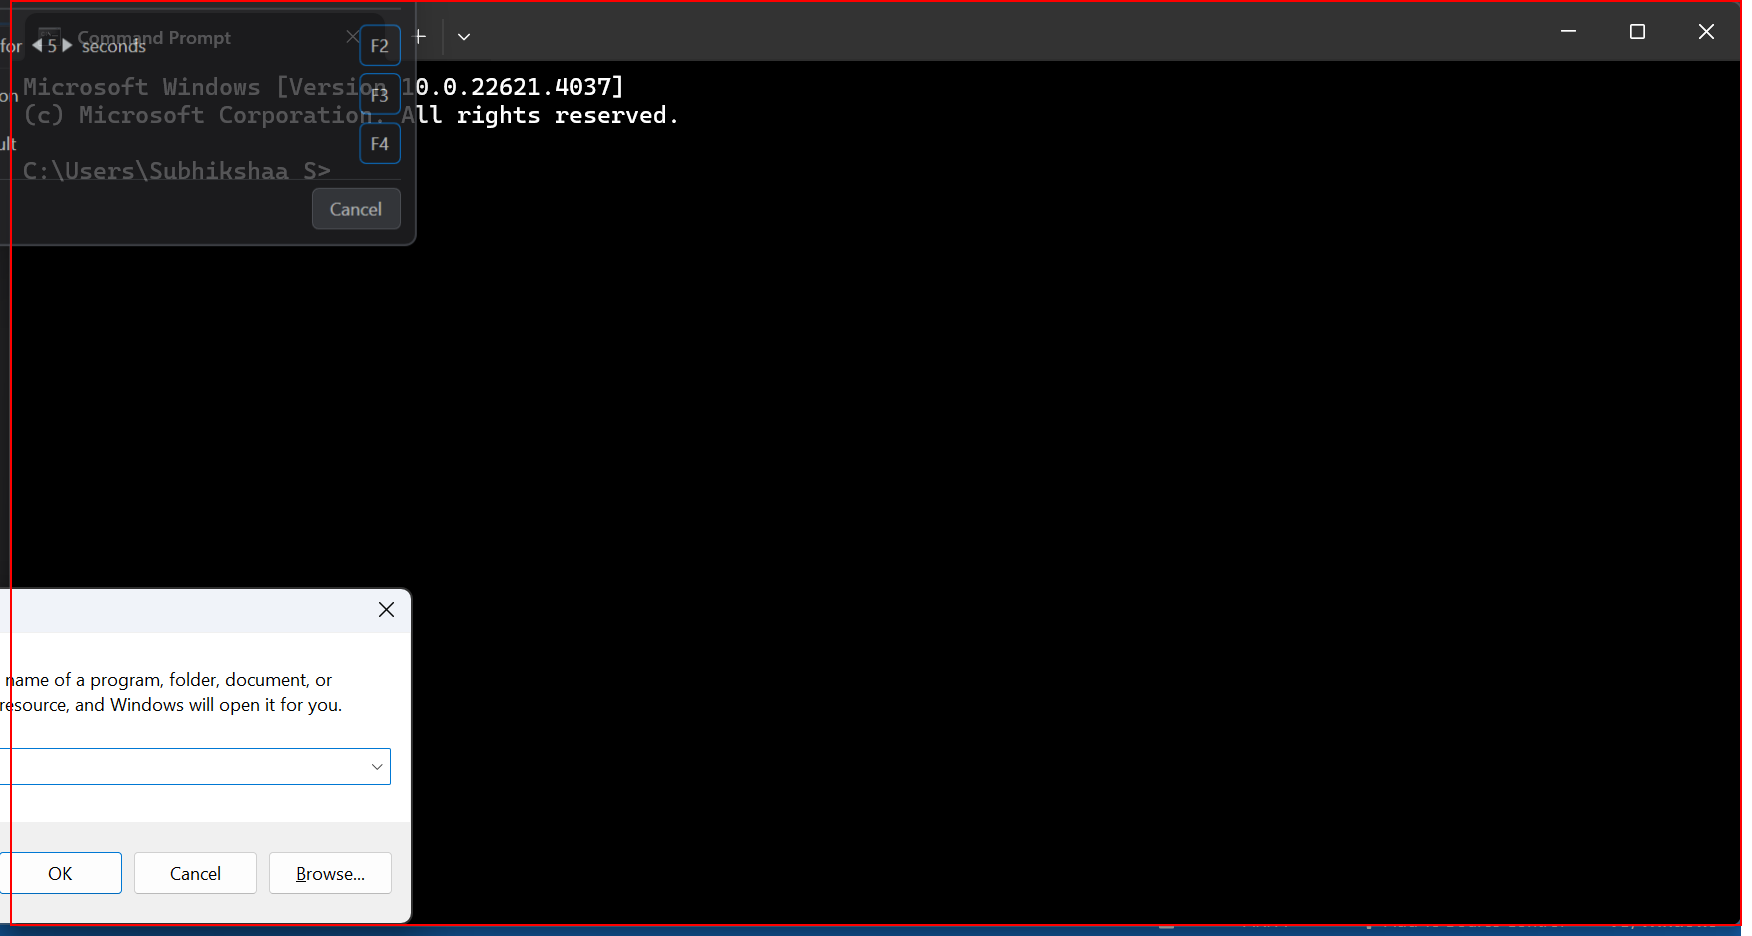 Command Prompt
for 5 seconds F2
on F3
ult F4
Cancel
Microsoft Windows [Version 10.0.22621.4037]
(c) Microsoft Corporation. All rights reserved.
C:\Users\Subhikshaa S>
name of a program, folder, document, or
resource, and Windows will open it for you.
OK Cancel Browse...